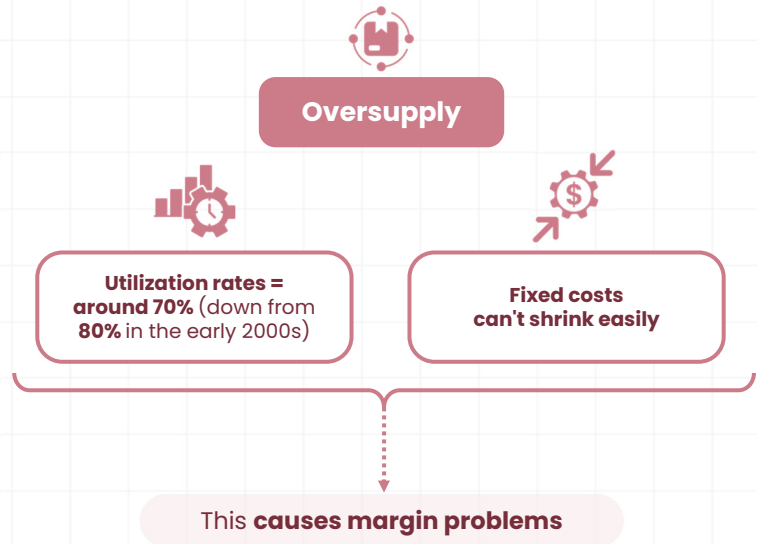 Oversupply
$
Utilization rates =
around 70% (down from
80% in the early 2000s)
Fixed costs
can't shrink easily
This causes margin problems